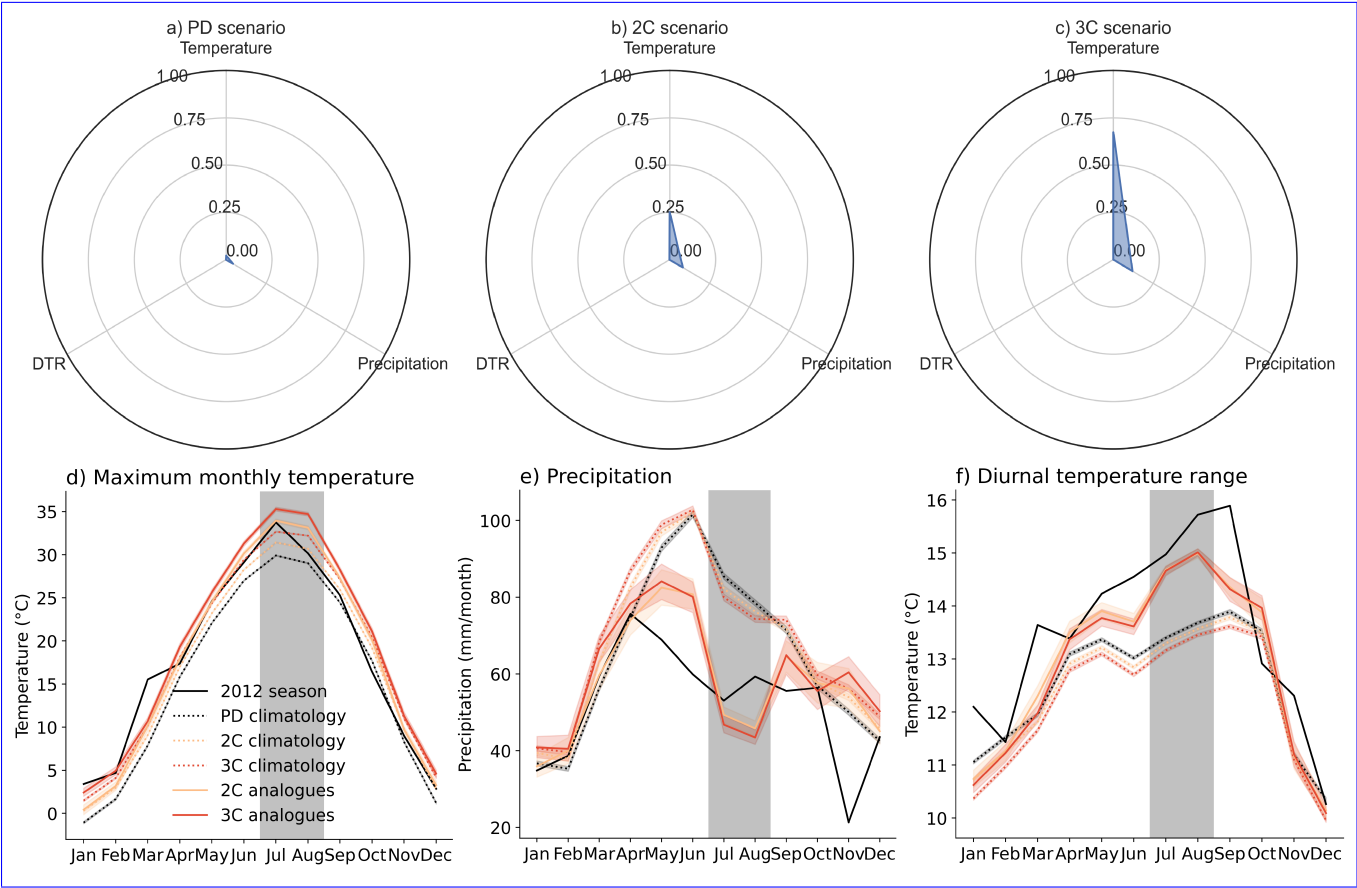 a) PD scenario
Temperature
1.00
0.75
0.50
0.25
0.00
DTR
Precipitation
b) 2C scenario
Temperature
1.00
0.75
0.50
0.25
0.00
DTR
Precipitation
c) 3C scenario
Temperature
1.00
0.75
0.50
0.25
0.00
DTR
Precipitation
d) Maximum monthly temperature
Temperature (°C)
35
30
25
20
15
10
5
0
2012 season
PD climatology
2C climatology
3C climatology
2C analogues
3C analogues
Jan Feb Mar Apr May Jun Jul Aug Sep Oct Nov Dec
e) Precipitation
Precipitation (mm/month)
100
80
60
40
20
Jan Feb Mar Apr May Jun Jul Aug Sep Oct Nov Dec
f) Diurnal temperature range
Temperature (°C)
16
15
14
13
12
11
10
Jan Feb Mar Apr May Jun Jul Aug Sep Oct Nov Dec